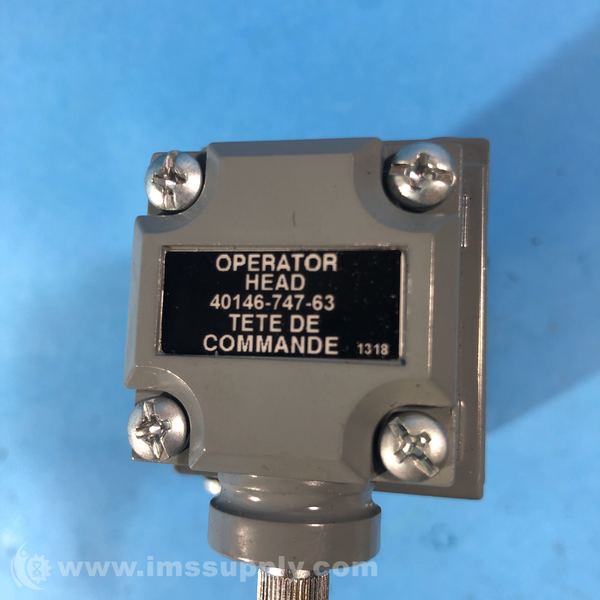 OPERATOR
HEAD
40146-747-63
TETE DE
COMMANDE 1318
www.imssupply.com